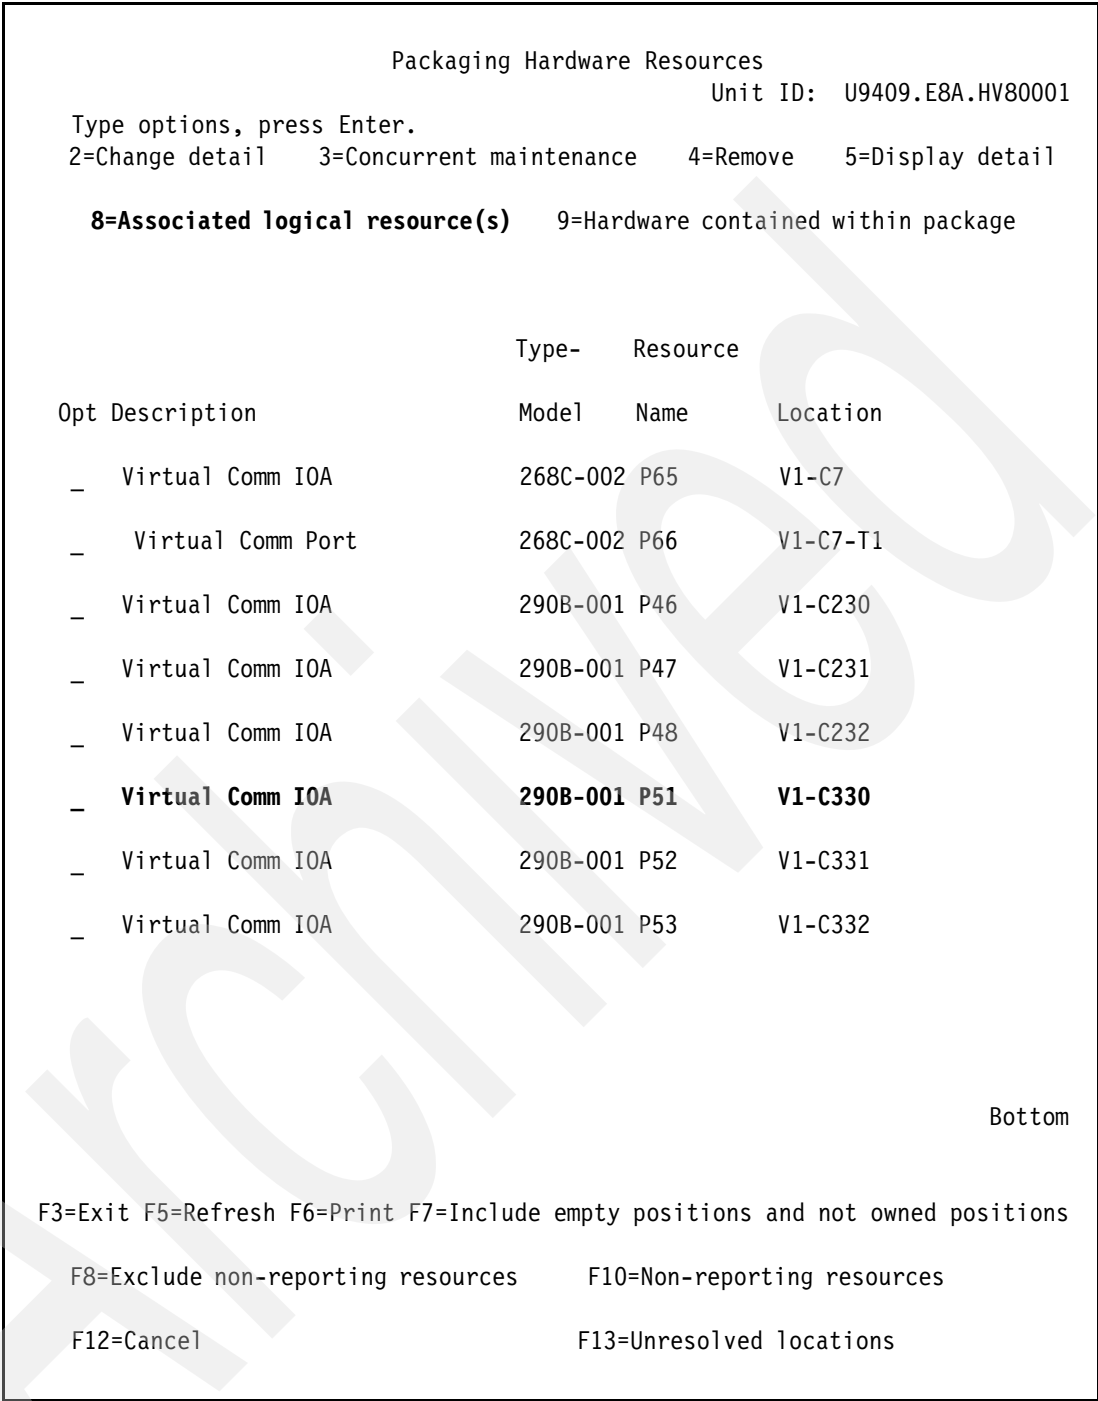 Packaging Hardware Resources
Unit ID: U9409.E8A.HV80001
Type options, press Enter.
2=Change detail 3=Concurrent maintenance 4=Remove 5=Display detail
8=Associated logical resource(s) 9=Hardware contained within package
Type- Resource
Opt Description Model Name Location
_ Virtual Comm IOA 268C-002 P65 V1-C7
_ Virtual Comm Port 268C-002 P66 V1-C7-T1
_ Virtual Comm IOA 290B-001 P46 V1-C230
_ Virtual Comm IOA 290B-001 P47 V1-C231
_ Virtual Comm IOA 290B-001 P48 V1-C232
_ Virtual Comm IOA 290B-001 P51 V1-C330
_ Virtual Comm IOA 290B-001 P52 V1-C331
_ Virtual Comm IOA 290B-001 P53 V1-C332
Bottom
F3=Exit F5=Refresh F6=Print F7=Include empty positions and not owned positions
F8=Exclude non-reporting resources F10=Non-reporting resources
F12=Cancel F13=Unresolved locations
Archived